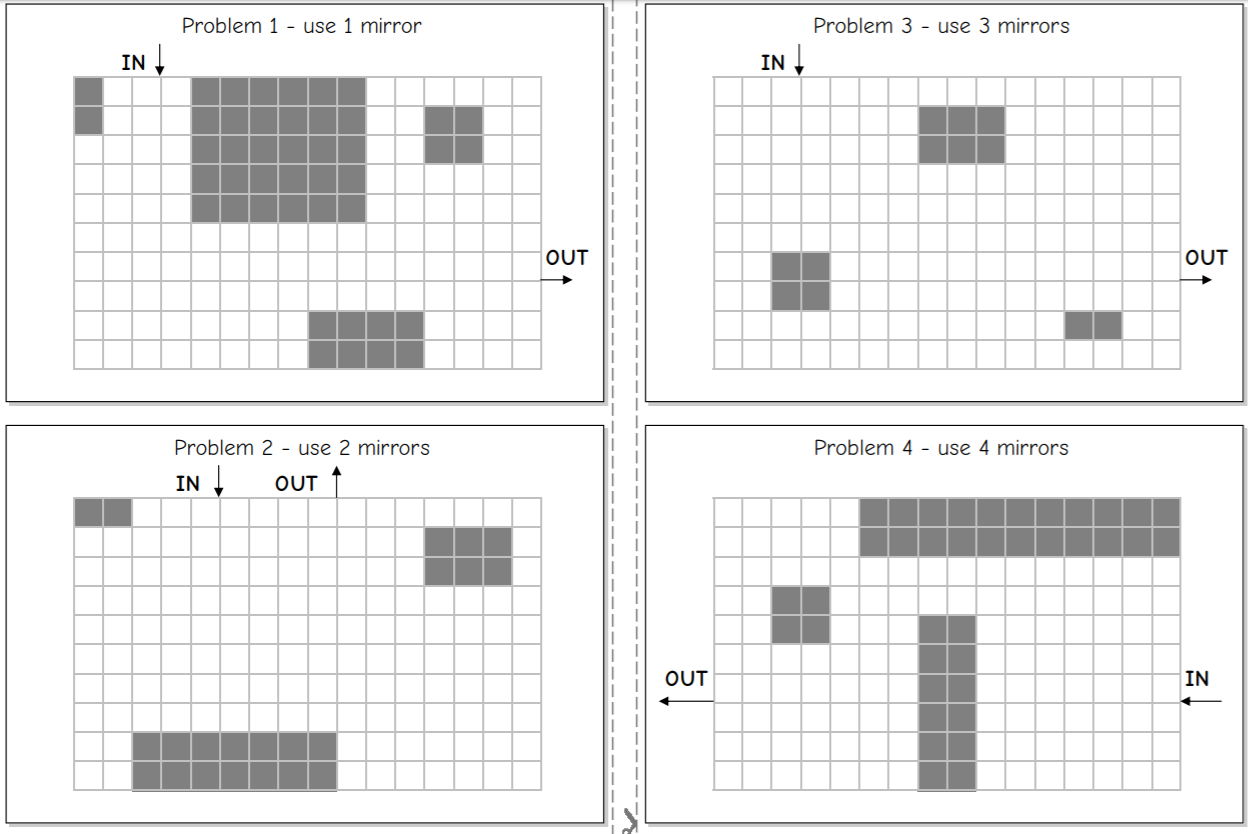 Problem 1 - use 1 mirror
IN
OUT
Problem 2 - use 2 mirrors
IN OUT
Problem 3 - use 3 mirrors
IN
OUT
Problem 4 - use 4 mirrors
OUT IN